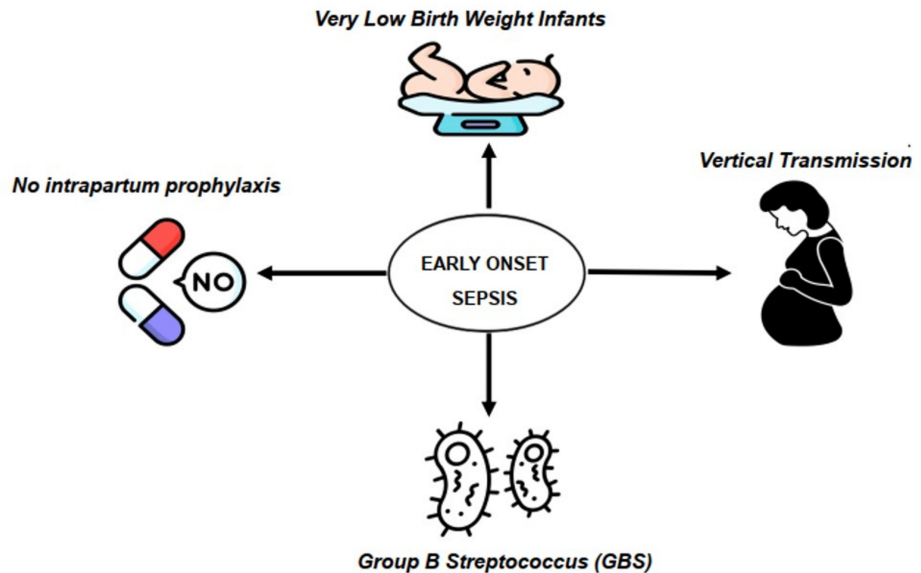 Very Low Birth Weight Infants
Vertical Transmission
No intrapartum prophylaxis
NO
EARLY ONSET
SEPSIS
Group B Streptococcus (GBS)